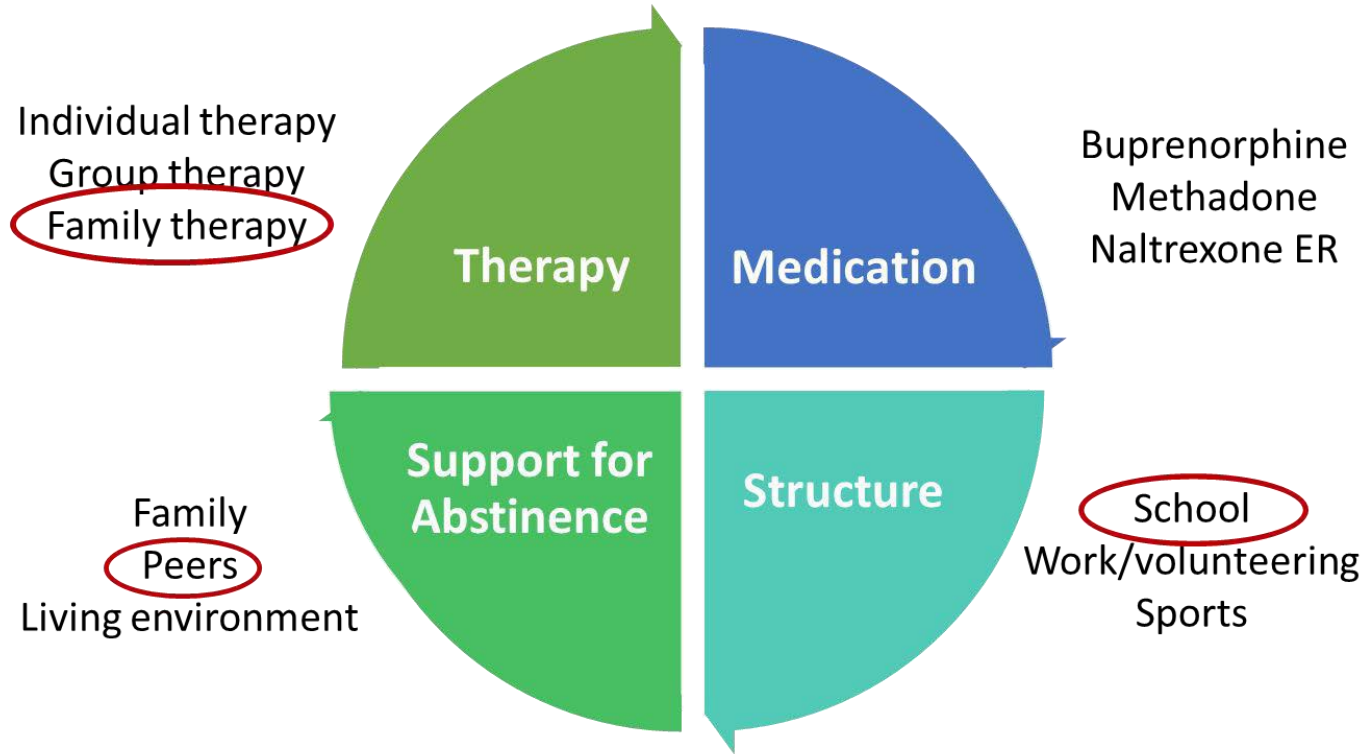 Individual therapy
Group therapy
Family therapy
Therapy
Medication
Buprenorphine
Methadone
Naltrexone ER
Support for
Abstinence
Family
Peers
Living environment
Structure
School
Work/volunteering
Sports